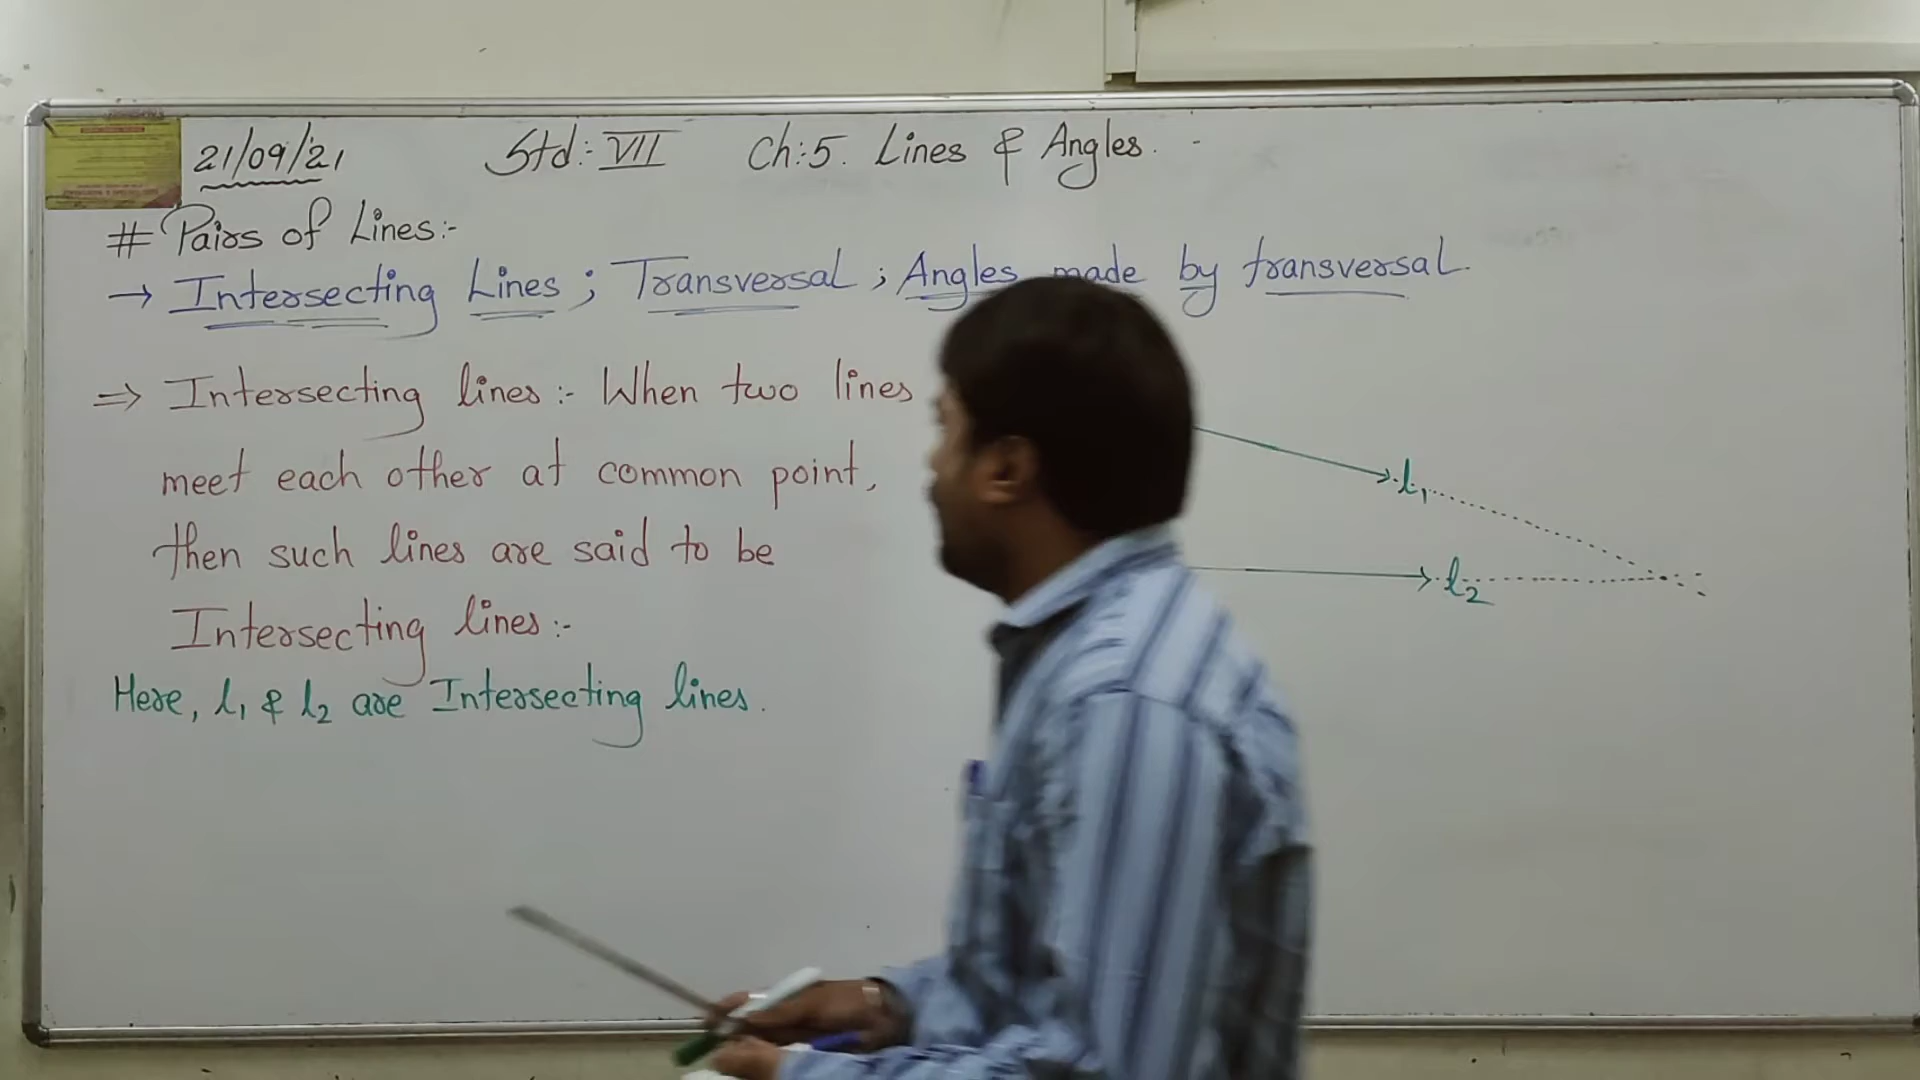 21/09/21 Std:- VII Ch:5. Lines & Angles.
# Pairs of Lines:-
→ Intersecting Lines ; Transversal ; Angles made by transversal.
⇒ Intersecting lines :- When two lines
meet each other at common point,
then such lines are said to be
Intersecting lines :-
Here, l₁ & l₂ are Intersecting lines.
l₁
l₂